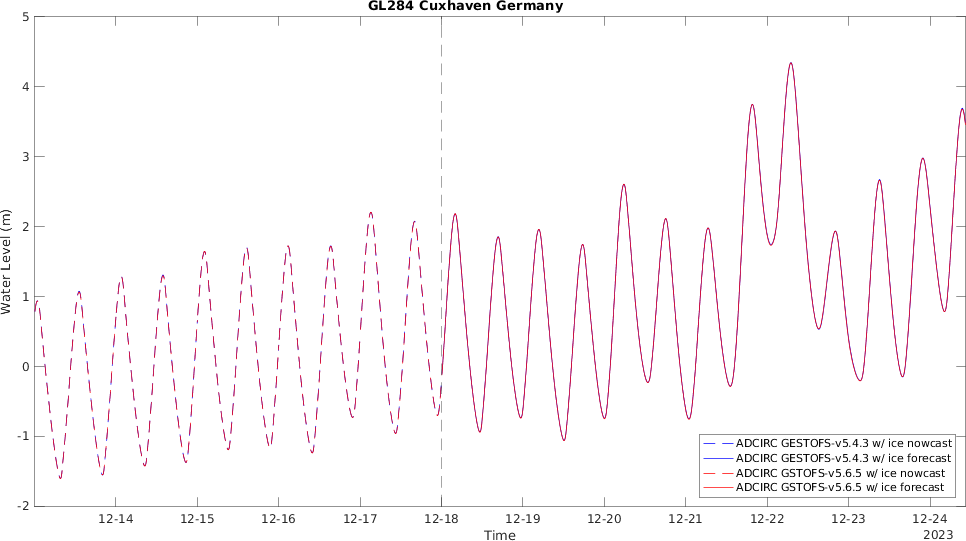 GL284 Cuxhaven Germany
5
4
3
2
1
0
-1
-2
Water Level (m)
ADCIRC GESTOFS-v5.4.3 w/ ice nowcast
ADCIRC GESTOFS-v5.4.3 w/ ice forecast
ADCIRC GSTOFS-v5.6.5 w/ ice nowcast
ADCIRC GSTOFS-v5.6.5 w/ ice forecast
12-14 12-15 12-16 12-17 12-18 12-19 12-20 12-21 12-22 12-23 12-24
Time
2023